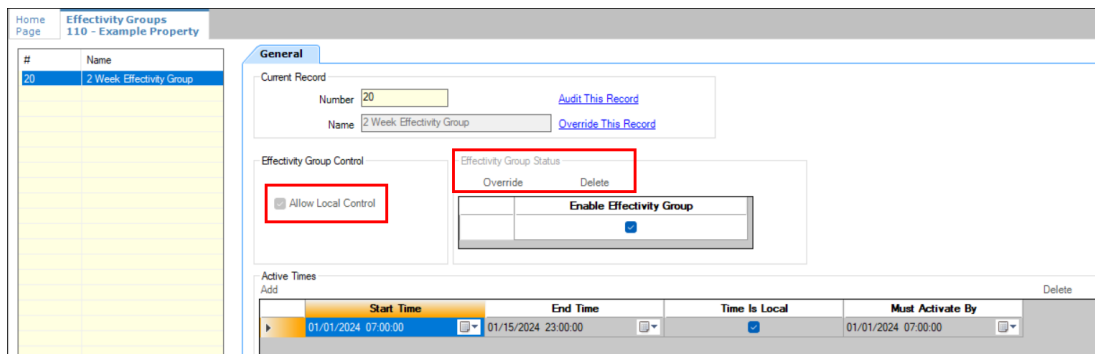 Home Page
Effectivity Groups
110 - Example Property
# Name
20 2 Week Effectivity Group
General
Current Record
Number 20 Audit This Record
Name 2 Week Effectivity Group Override This Record
Effectivity Group Control
Allow Local Control
Effectivity Group Status
Override Delete
Enable Effectivity Group
Active Times
Add Delete
Start Time End Time Time Is Local Must Activate By
01/01/2024 07:00:00 01/15/2024 23:00:00 01/01/2024 07:00:00